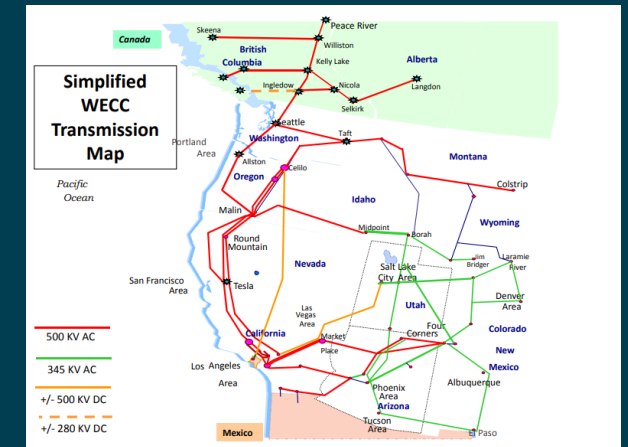 Canada
Skeena
Peace River
Williston
British
Columbia
Kelly Lake
Alberta
Ingledow
Nicola
Langdon
Selkirk
Simplified
WECC
Transmission
Map
Seattle
Taft
Washington
Portland
Area
Allston
Montana
Oregon
Celilo
Colstrip
Pacific
Ocean
Idaho
Malin
Wyoming
Midpoint
Borah
Round
Mountain
Nevada
Jim
Bridger
Laramie
River
Salt Lake
City Area
San Francisco
Area
Tesla
Denver
Area
Las
Vegas
Area
Utah
Four
Corners
Colorado
500 KV AC
California
Market
Place
New
Mexico
345 KV AC
Los Angeles
Area
Albuquerque
Phoenix
Area
Arizona
+/- 500 KV DC
Tucson
Area
+/- 280 KV DC
Mexico
El Paso